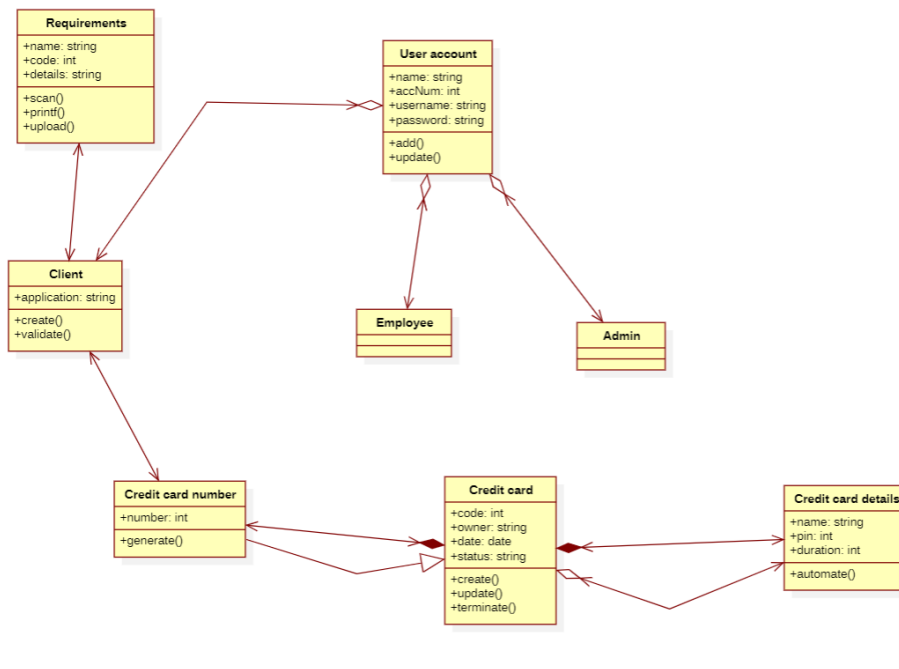 Requirements
+name: string
+code: int
+details: string
+scan()
+printf()
+upload()
User account
+name: string
+accNum: int
+username: string
+password: string
+add()
+update()
Client
+application: string
+create()
+validate()
Employee
Admin
Credit card number
+number: int
+generate()
Credit card
+code: int
+owner: string
+date: date
+status: string
+create()
+update()
+terminate()
Credit card details
+name: string
+pin: int
+duration: int
+automate()